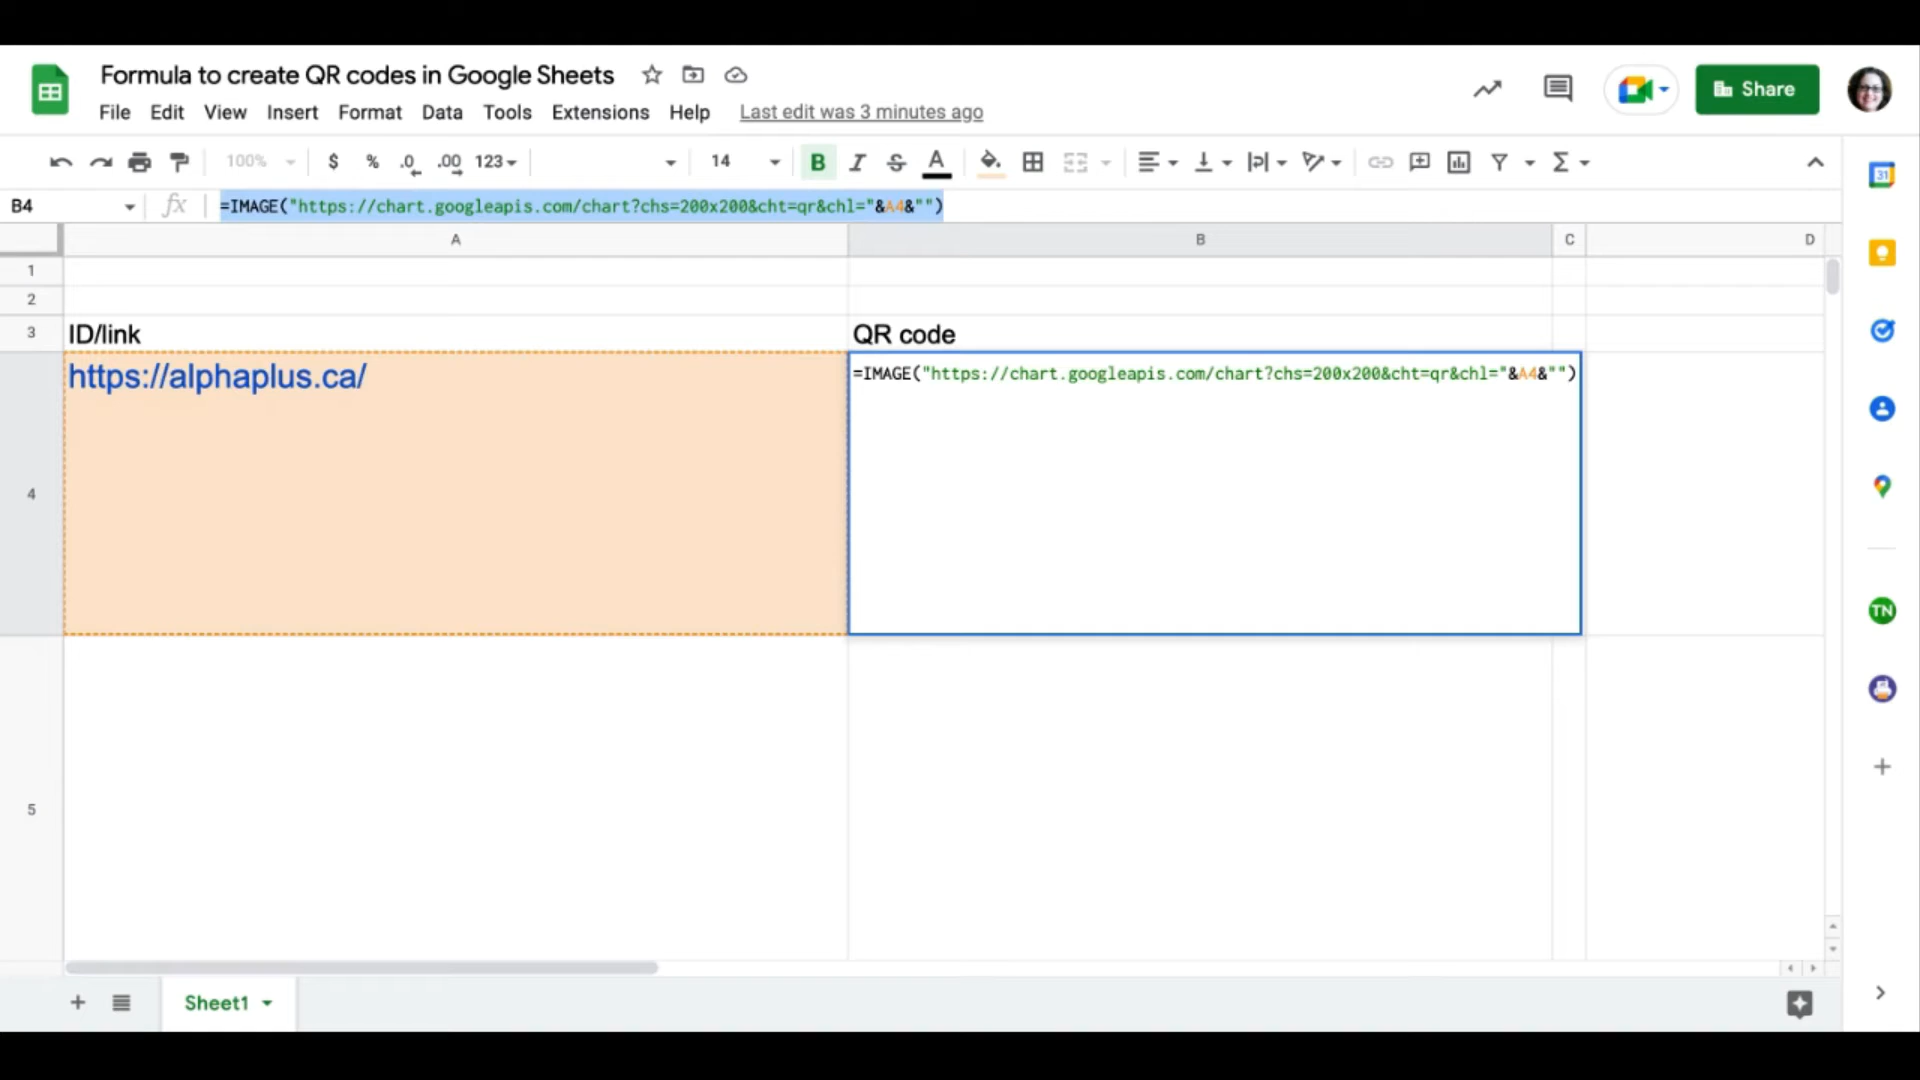 Formula to create QR codes in Google Sheets
File Edit View Insert Format Data Tools Extensions Help Last edit was 3 minutes ago
Share
100% $ % .0 .00 123 14 B I S A
B4 fx =IMAGE("https://chart.googleapis.com/chart?chs=200x200&cht=qr&chl="&A4&"")
A B C D
1
2
3 ID/link QR code
https://alphaplus.ca/ =IMAGE("https://chart.googleapis.com/chart?chs=200x200&cht=qr&chl="&A4&"")
4
5
Sheet1
31
TN